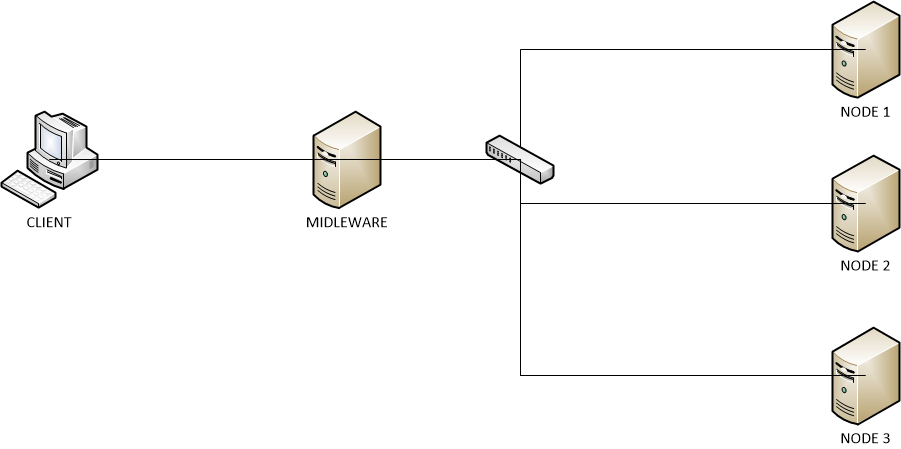 NODE 1
CLIENT
MIDLEWARE
NODE 2
NODE 3